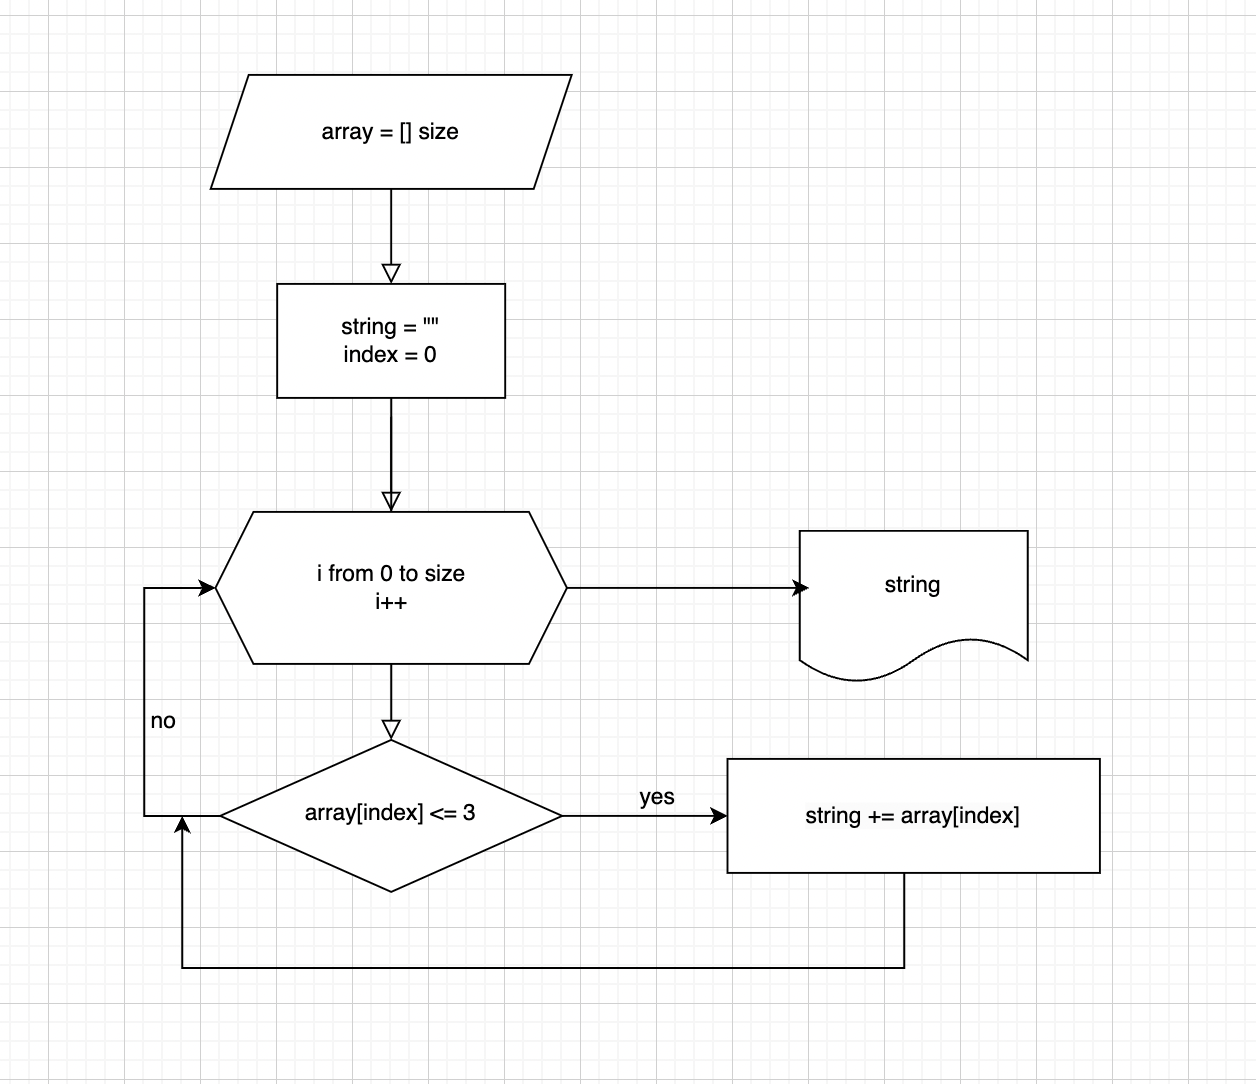 array = [] size
string = ""
index = 0
i from 0 to size
i++
string
no
array[index] <= 3
yes
string += array[index]